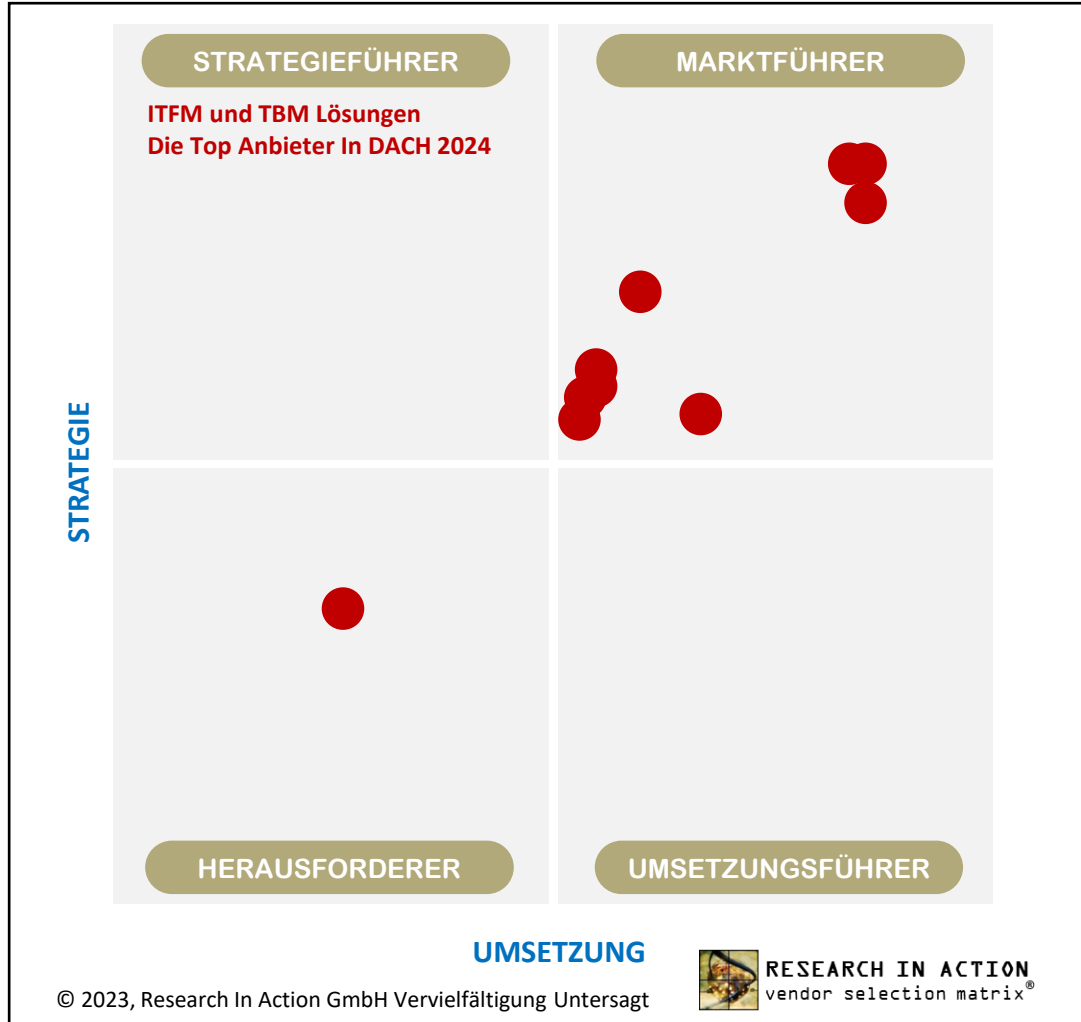 STRATEGIEFÜHRER
MARKTFÜHRER
ITFM und TBM Lösungen
Die Top Anbieter In DACH 2024
STRATEGIE
HERAUSFORDERER
UMSETZUNGSFÜHRER
UMSETZUNG
RESEARCH IN ACTION
vendor selection matrix®
© 2023, Research In Action GmbH Vervielfältigung Untersagt